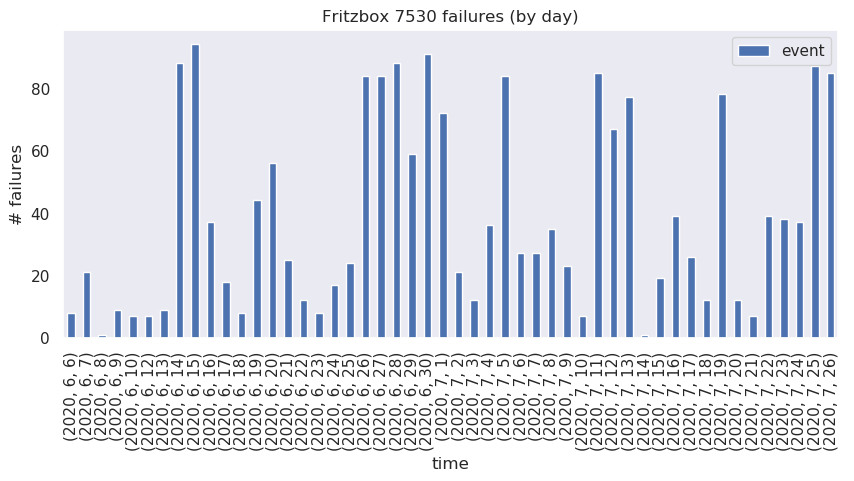 Fritzbox 7530 failures (by day)
event
# failures
80
60
40
20
0
(2020, 6, 6)
(2020, 6, 7)
(2020, 6, 8)
(2020, 6, 9)
(2020, 6, 10)
(2020, 6, 12)
(2020, 6, 13)
(2020, 6, 14)
(2020, 6, 15)
(2020, 6, 16)
(2020, 6, 17)
(2020, 6, 18)
(2020, 6, 19)
(2020, 6, 20)
(2020, 6, 21)
(2020, 6, 22)
(2020, 6, 23)
(2020, 6, 24)
(2020, 6, 25)
(2020, 6, 26)
(2020, 6, 27)
(2020, 6, 28)
(2020, 6, 29)
(2020, 6, 30)
(2020, 7, 1)
(2020, 7, 2)
(2020, 7, 3)
(2020, 7, 4)
(2020, 7, 5)
(2020, 7, 6)
(2020, 7, 7)
(2020, 7, 8)
(2020, 7, 9)
(2020, 7, 10)
(2020, 7, 11)
(2020, 7, 12)
(2020, 7, 13)
(2020, 7, 14)
(2020, 7, 15)
(2020, 7, 16)
(2020, 7, 17)
(2020, 7, 18)
(2020, 7, 19)
(2020, 7, 20)
(2020, 7, 21)
(2020, 7, 22)
(2020, 7, 23)
(2020, 7, 24)
(2020, 7, 25)
(2020, 7, 26)
time